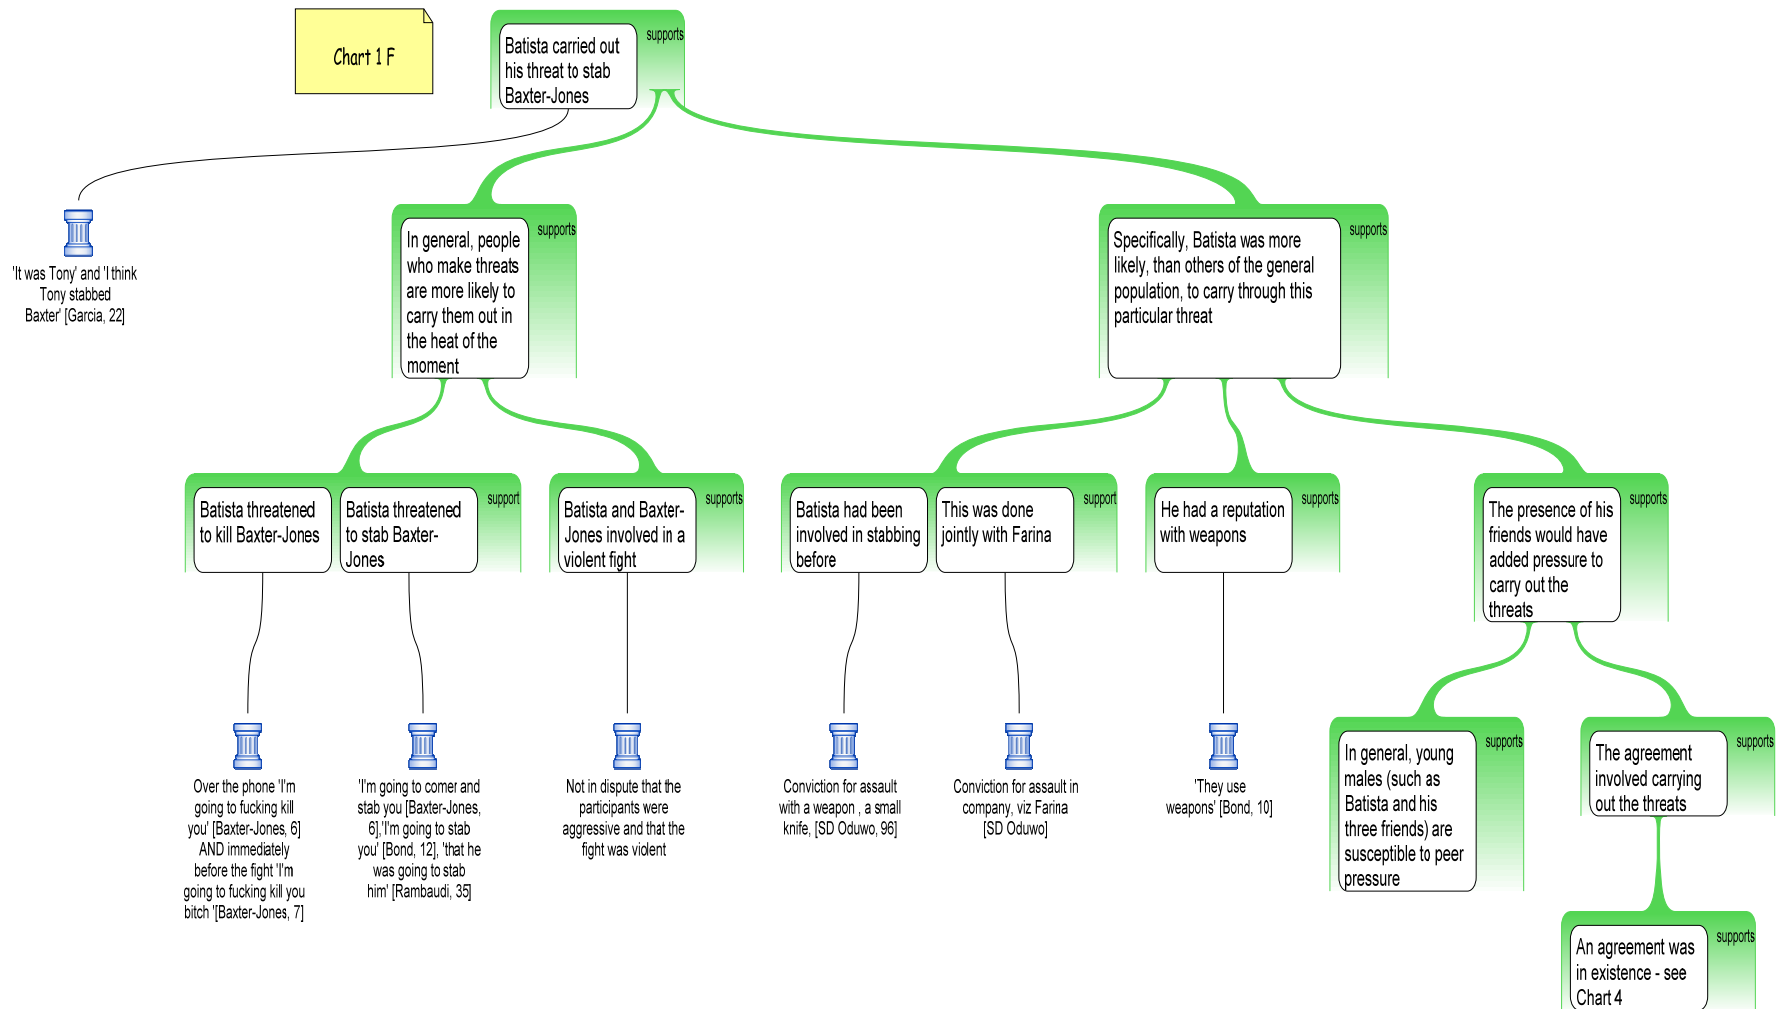 Chart 1 F
Batista carried out
his threat to stab
Baxter-Jones
supports
'It was Tony' and 'I think
Tony stabbed
Baxter' [Garcia, 22]
In general, people
who make threats
are more likely to
carry them out in
the heat of the
moment
supports
Specifically, Batista was more
likely, than others of the general
population, to carry through this
particular threat
supports
Batista threatened
to kill Baxter-Jones
Batista threatened
to stab Baxter-
Jones
support
Batista and Baxter-
Jones involved in a
violent fight
supports
Batista had been
involved in stabbing
before
This was done
jointly with Farina
support
He had a reputation
with weapons
supports
The presence of his
friends would have
added pressure to
carry out the
threats
supports
Over the phone 'I'm
going to fucking kill
you' [Baxter-Jones, 6]
AND immediately
before the fight 'I'm
going to fucking kill you
bitch '[Baxter-Jones, 7]
'I'm going to comer and
stab you [Baxter-Jones,
6],'I'm going to stab
you' [Bond, 12], 'that he
was going to stab
him' [Rambaudi, 35]
Not in dispute that the
participants were
aggressive and that the
fight was violent
Conviction for assault
with a weapon , a small
knife, [SD Oduwo, 96]
Conviction for assault in
company, viz Farina
[SD Oduwo]
'They use
weapons' [Bond, 10]
In general, young
males (such as
Batista and his
three friends) are
susceptible to peer
pressure
supports
The agreement
involved carrying
out the threats
supports
An agreement was
in existence - see
Chart 4
supports